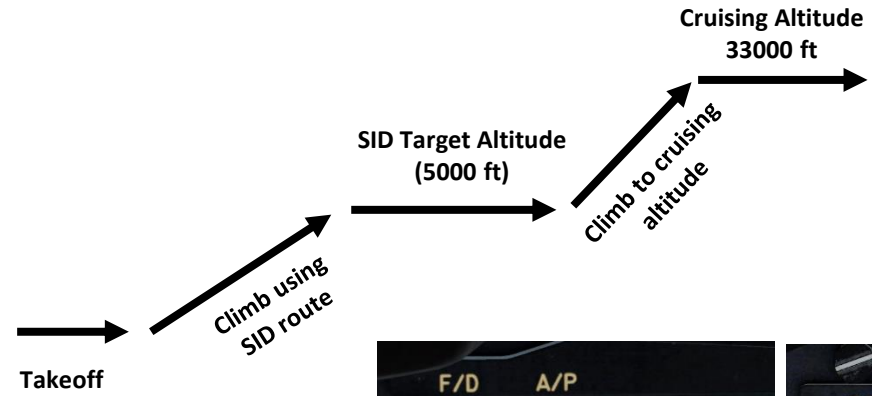 Cruising Altitude
33000 ft
SID Target Altitude
(5000 ft)
Climb to cruising
altitude
Climb using
SID route
Takeoff
F/D A/P